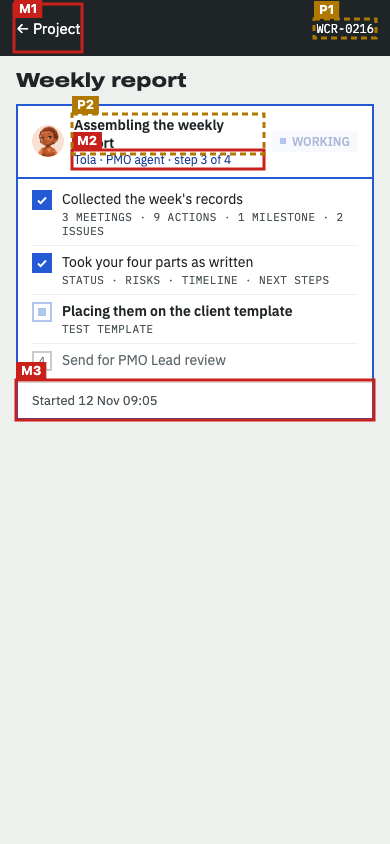 M1
P1
← Project
WCR-0216
Weekly report
P2
Assembling the weekly
M2
Tola · PMO agent · step 3 of 4
WORKING
Collected the week's records
3 MEETINGS · 9 ACTIONS · 1 MILESTONE · 2
ISSUES
Took your four parts as written
STATUS · RISKS · TIMELINE · NEXT STEPS
Placing them on the client template
TEST TEMPLATE
4 Send for PMO Lead review
M3
Started 12 Nov 09:05